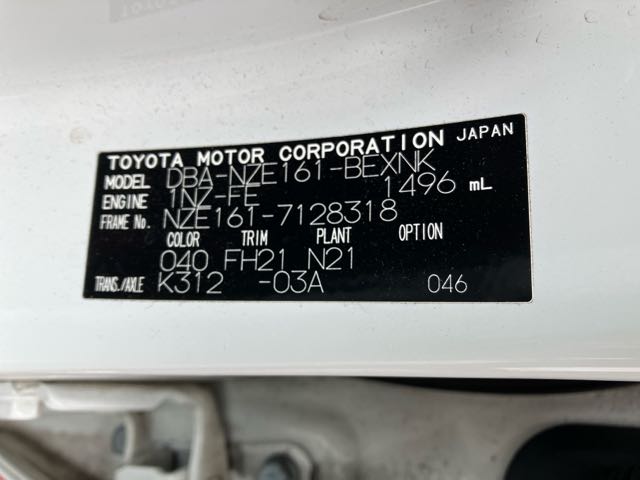 TOYOTA MOTOR CORPORATION JAPAN
MODEL DBA-NZE161-BEXNK
ENGINE 1NZ-FE 1496 mL
FRAME No. NZE161-7128318
COLOR TRIM PLANT OPTION
040 FH21 N21
TRANS./AXLE K312 -03A 046